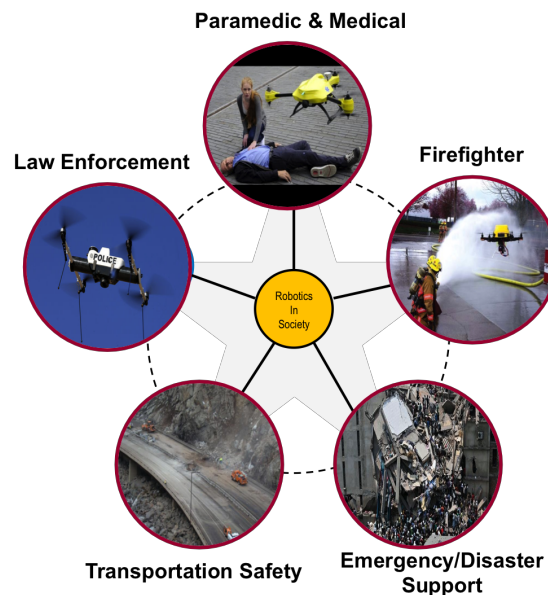 Paramedic & Medical
Law Enforcement
Firefighter
POLICE
Robotics
In
Society
Transportation Safety
Emergency/Disaster
Support